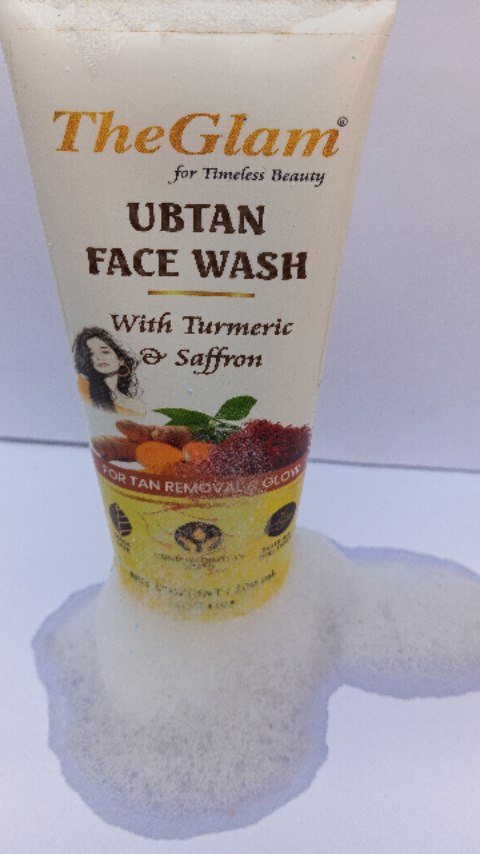 TheGlam®
for Timeless Beauty
UBTAN
FACE WASH
With Turmeric
& Saffron
FOR TAN REMOVAL & GLOW